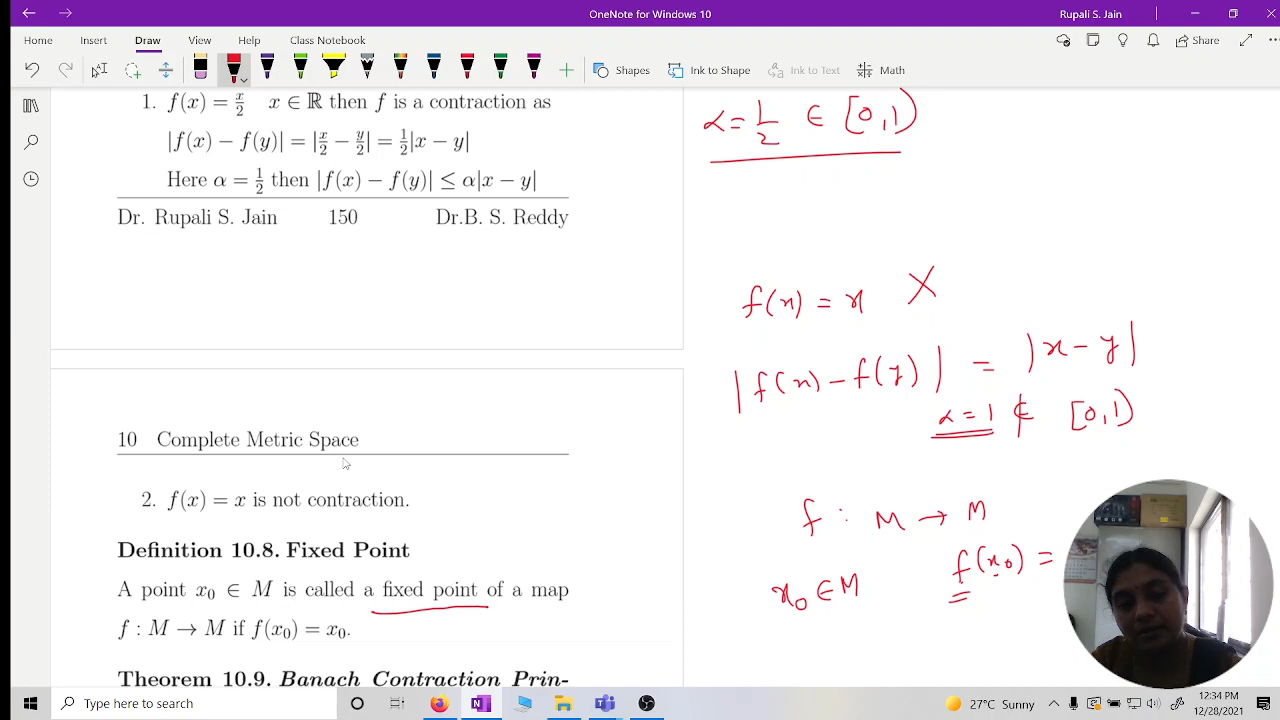 OneNote for Windows 10
Rupali S. Jain
Home Insert Draw View Help
Share
Shapes Ink to Shape Ink to Text Math
1. f(x) = x/2 x ∈ ℝ then f is a contraction as
|f(x) − f(y)| = |x/2 − y/2| = 1/2|x − y|
Here α = 1/2 then |f(x) − f(y)| ≤ α|x − y|
Dr. Rupali S. Jain 150 Dr.B. S. Reddy
10 Complete Metric Space
2. f(x) = x is not contraction.
Definition 10.8. Fixed Point
A point x₀ ∈ M is called a fixed point of a map
f : M → M if f(x₀) = x₀.
Theorem 10.9. Banach Contraction Prin-
α = 1/2 ∈ [0,1)
f(x) = x X
|f(x) − f(y)| = |x − y|
α = 1 ∉ [0,1)
f : M → M
x₀ ∈ M f(x₀) =
Type here to search
27°C Sunny
12:34 PM
12/28/2021